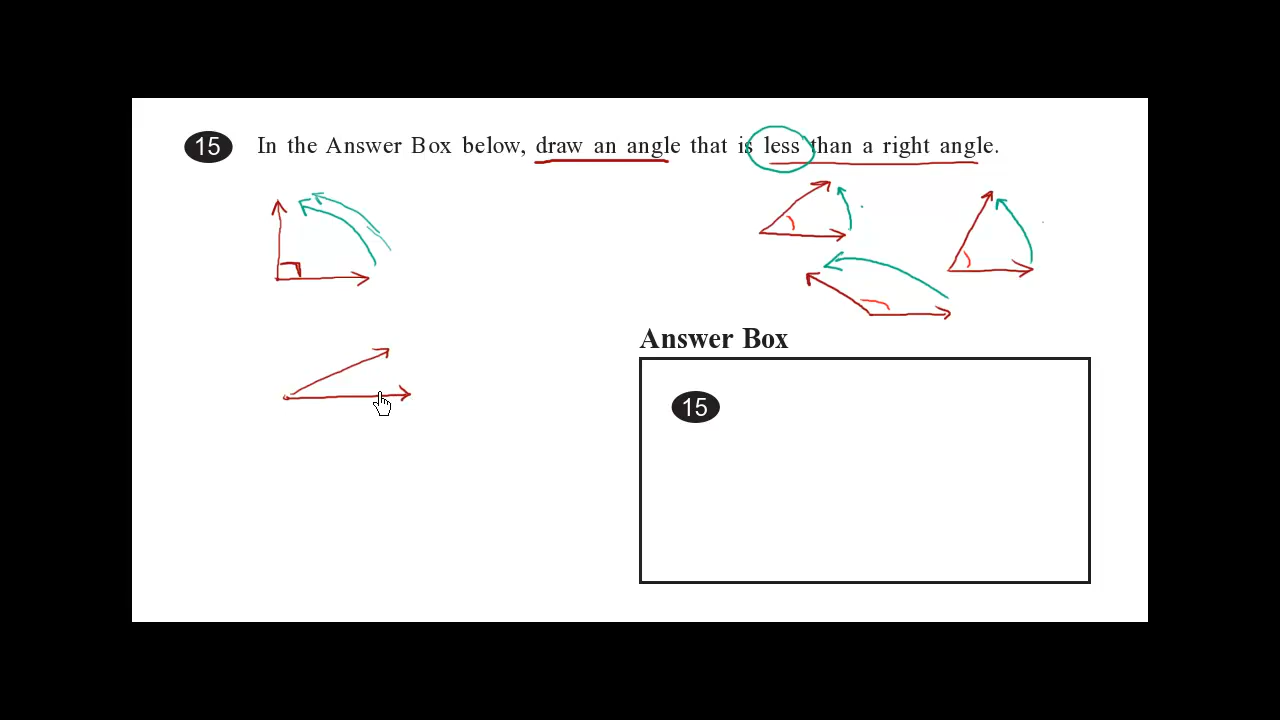 15 In the Answer Box below, draw an angle that is less than a right angle.
Answer Box
15